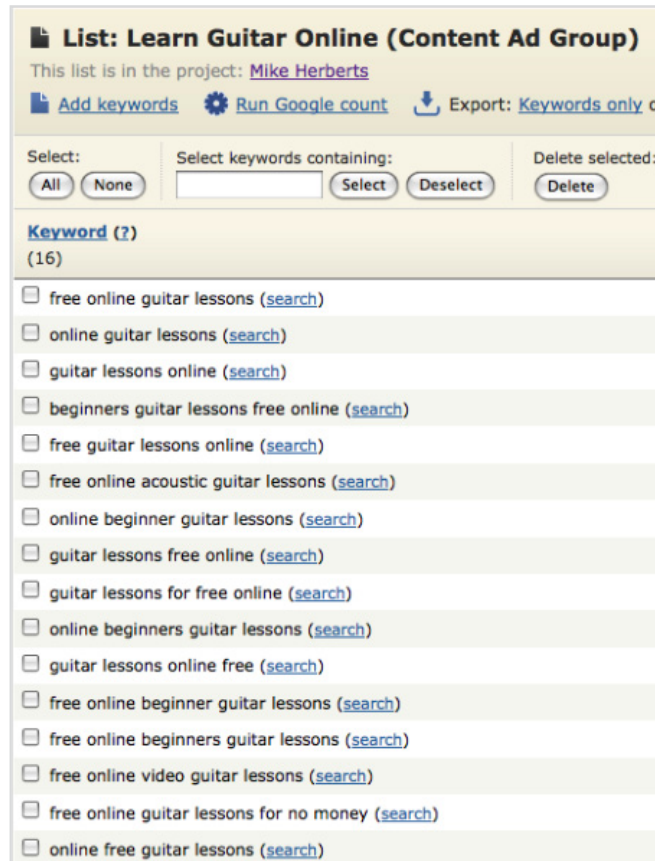 List: Learn Guitar Online (Content Ad Group)
This list is in the project: Mike Herberts
Add keywords Run Google count Export: Keywords only
Select: Select keywords containing: Delete selected:
All None Select Deselect Delete
Keyword (?)
(16)
free online guitar lessons (search)
online guitar lessons (search)
guitar lessons online (search)
beginners guitar lessons free online (search)
free guitar lessons online (search)
free online acoustic guitar lessons (search)
online beginner guitar lessons (search)
guitar lessons free online (search)
guitar lessons for free online (search)
online beginners guitar lessons (search)
guitar lessons online free (search)
free online beginner guitar lessons (search)
free online beginners guitar lessons (search)
free online video guitar lessons (search)
free online guitar lessons for no money (search)
online free guitar lessons (search)